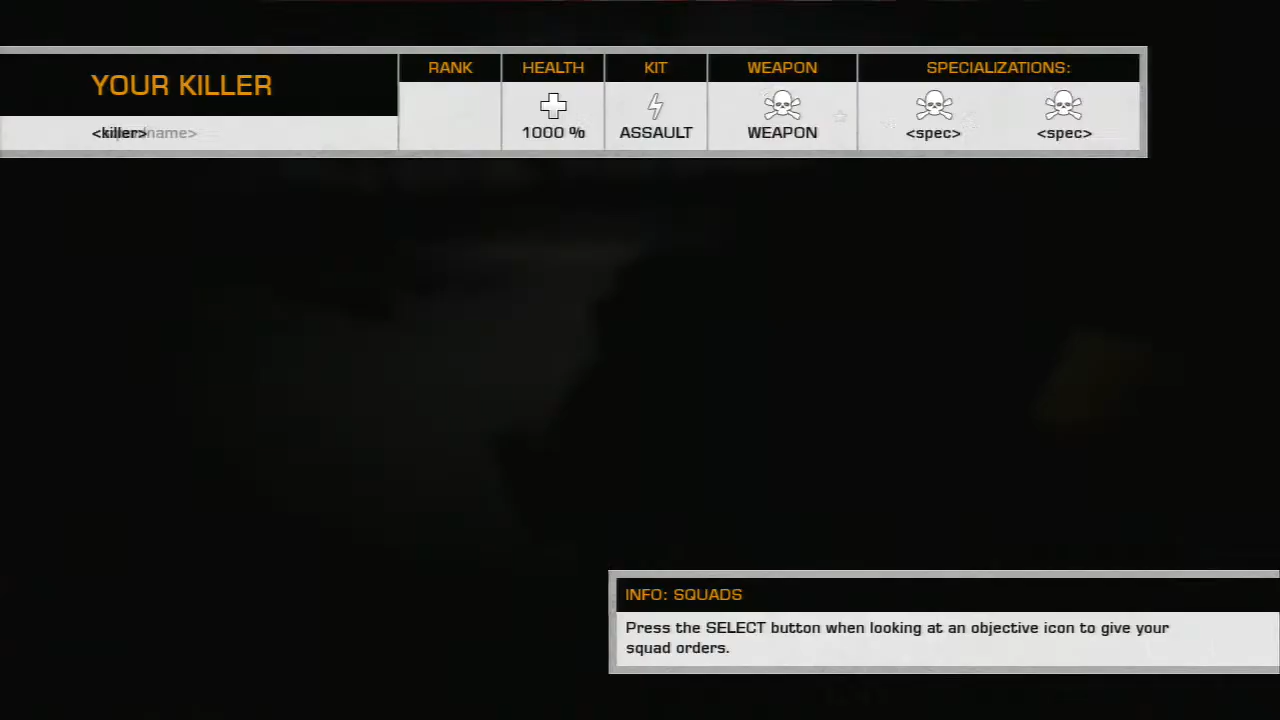 YOUR KILLER
RANK
HEALTH
KIT
WEAPON
SPECIALIZATIONS:
<killer>
name>
1000 %
ASSAULT
WEAPON
<spec>
<spec>
INFO: SQUADS
Press the SELECT button when looking at an objective icon to give your
squad orders.